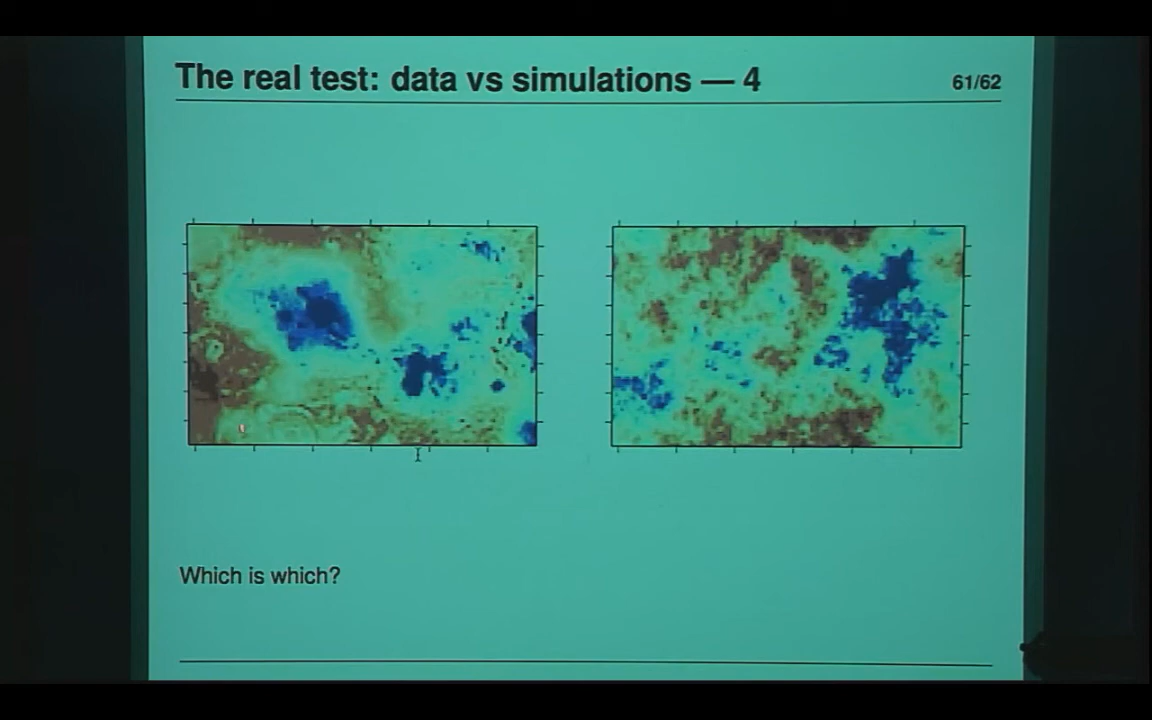 The real test: data vs simulations — 4
61/62
Which is which?